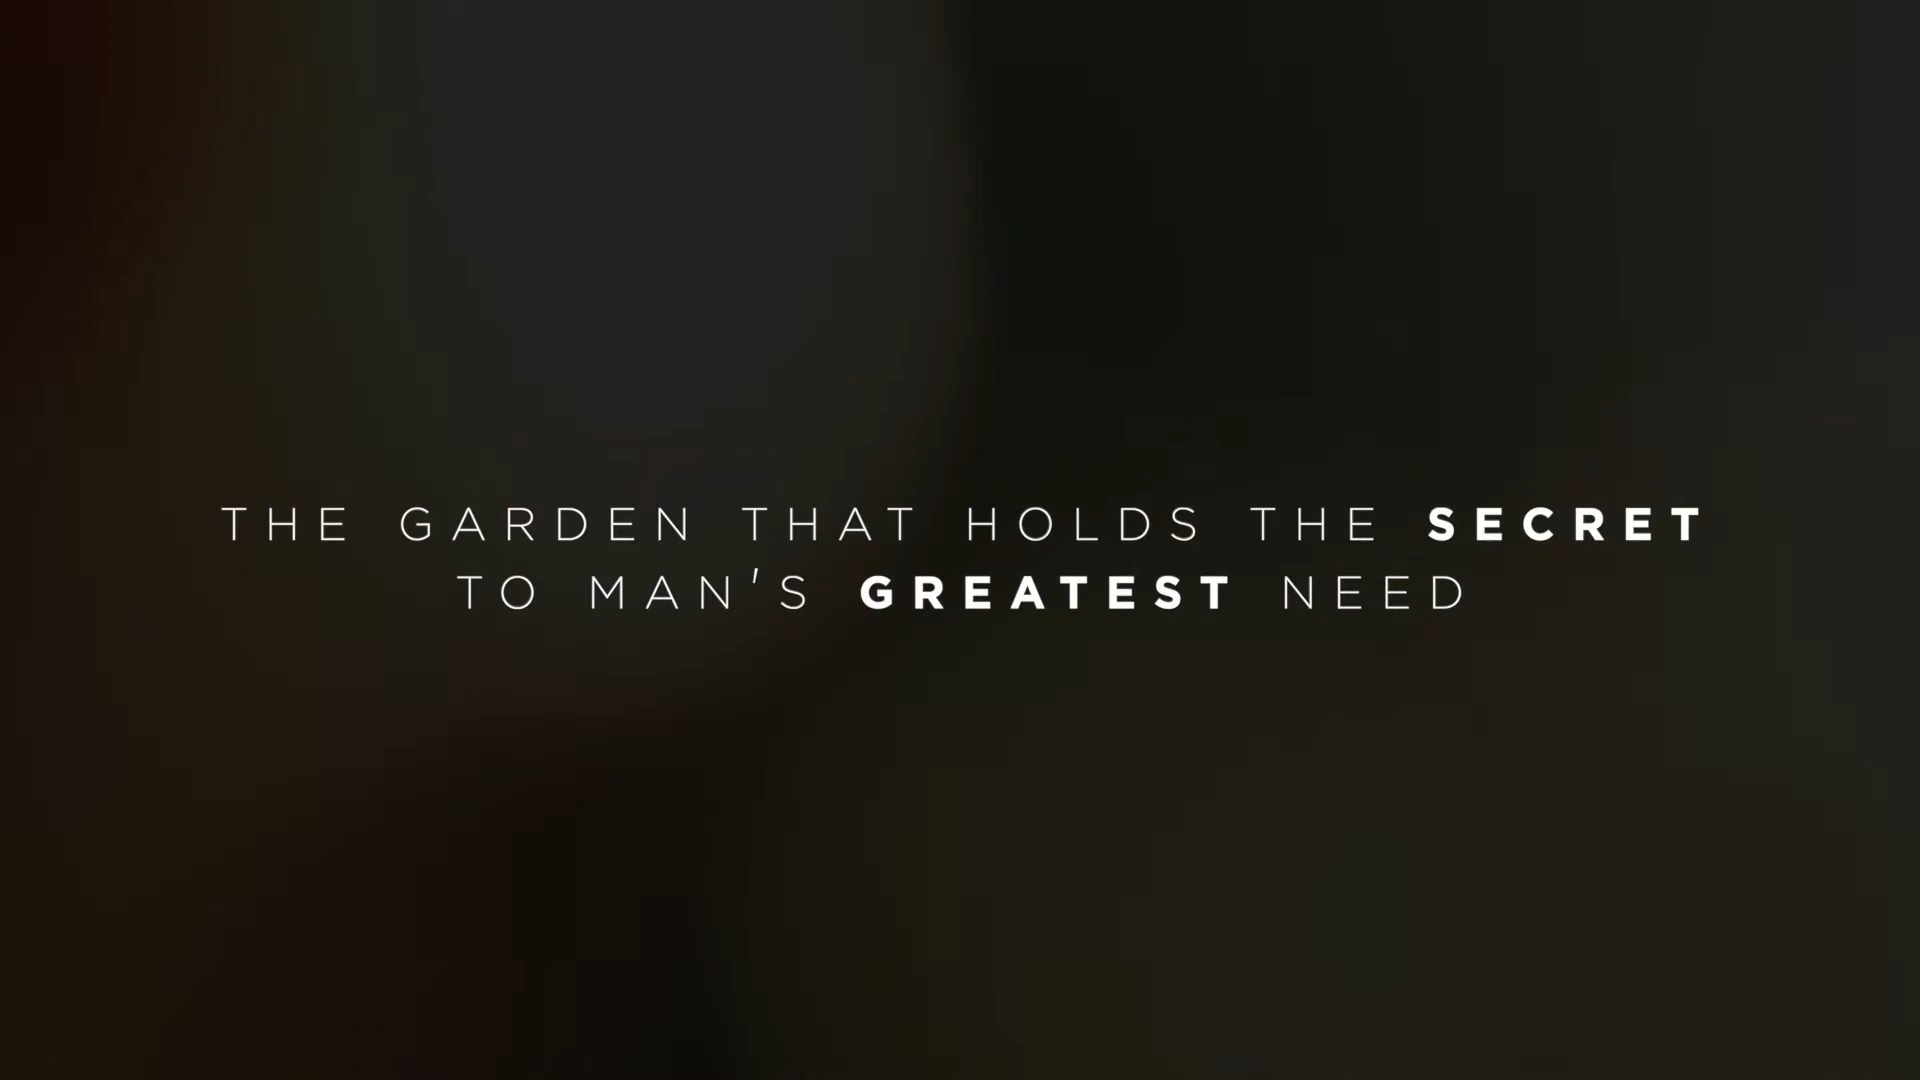 THE GARDEN THAT HOLDS THE SECRET
TO MAN'S GREATEST NEED